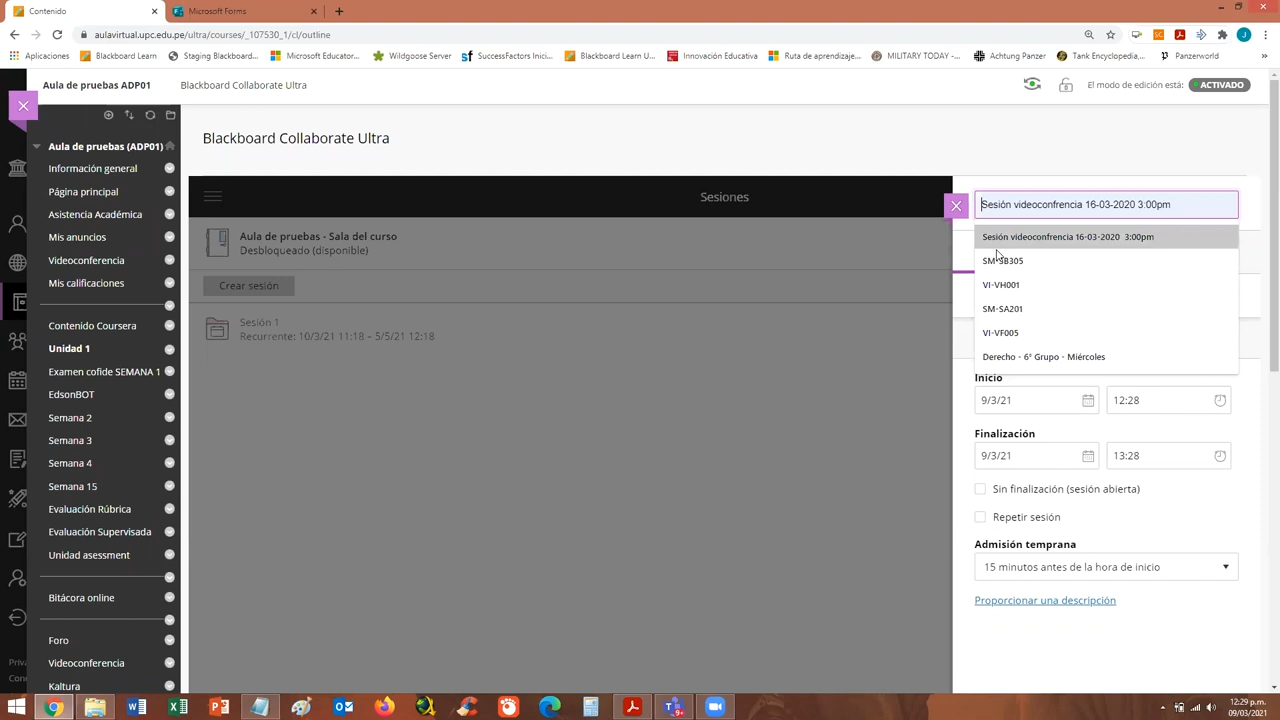 Contenido
Microsoft Forms
aulavirtual.upc.edu.pe/ultra/courses/_107530_1/cl/outline
Aplicaciones
Blackboard Learn
Staging Blackboard...
Microsoft Educator...
Wildgoose Server
SuccessFactors Inici...
Blackboard Learn U...
Innovación Educativa
Ruta de aprendizaje...
MILITARY TODAY -...
Achtung Panzer
Tank Encyclopedia,...
Panzerworld
Aula de pruebas ADP01
Blackboard Collaborate Ultra
El modo de edición está:
ACTIVADO
Aula de pruebas (ADP01)
Información general
Página principal
Asistencia Académica
Mis anuncios
Videoconferencia
Mis calificaciones
Contenido Coursera
Unidad 1
Examen cofide SEMANA 1
EdsonBOT
Semana 2
Semana 3
Semana 4
Semana 15
Evaluación Rúbrica
Evaluación Supervisada
Unidad asessment
Bitácora online
Foro
Videoconferencia
Kaltura
Priva
Con
Blackboard Collaborate Ultra
Sesiones
Aula de pruebas - Sala del curso
Desbloqueado (disponible)
Crear sesión
Sesión 1
Recurrente: 10/3/21 11:18 – 5/5/21 12:18
Sesión videoconfrencia 16-03-2020 3:00pm
Sesión videoconfrencia 16-03-2020 3:00pm
SM-SB305
VI-VH001
SM-SA201
VI-VF005
Derecho - 6º Grupo - Miércoles
Inicio
9/3/21
12:28
Finalización
9/3/21
13:28
Sin finalización (sesión abierta)
Repetir sesión
Admisión temprana
15 minutos antes de la hora de inicio
Proporcionar una descripción
12:29 p.m.
09/03/2021